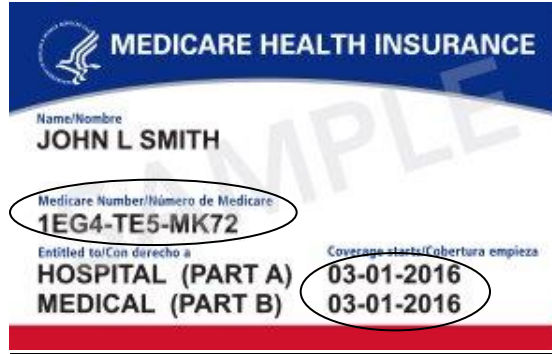 MEDICARE HEALTH INSURANCE
Name/Nombre
JOHN L SMITH
Medicare Number/Número de Medicare
1EG4-TE5-MK72
Entitled to/Con derecho a Coverage starts/Cobertura empieza
HOSPITAL (PART A) 03-01-2016
MEDICAL (PART B) 03-01-2016
SAMPLE